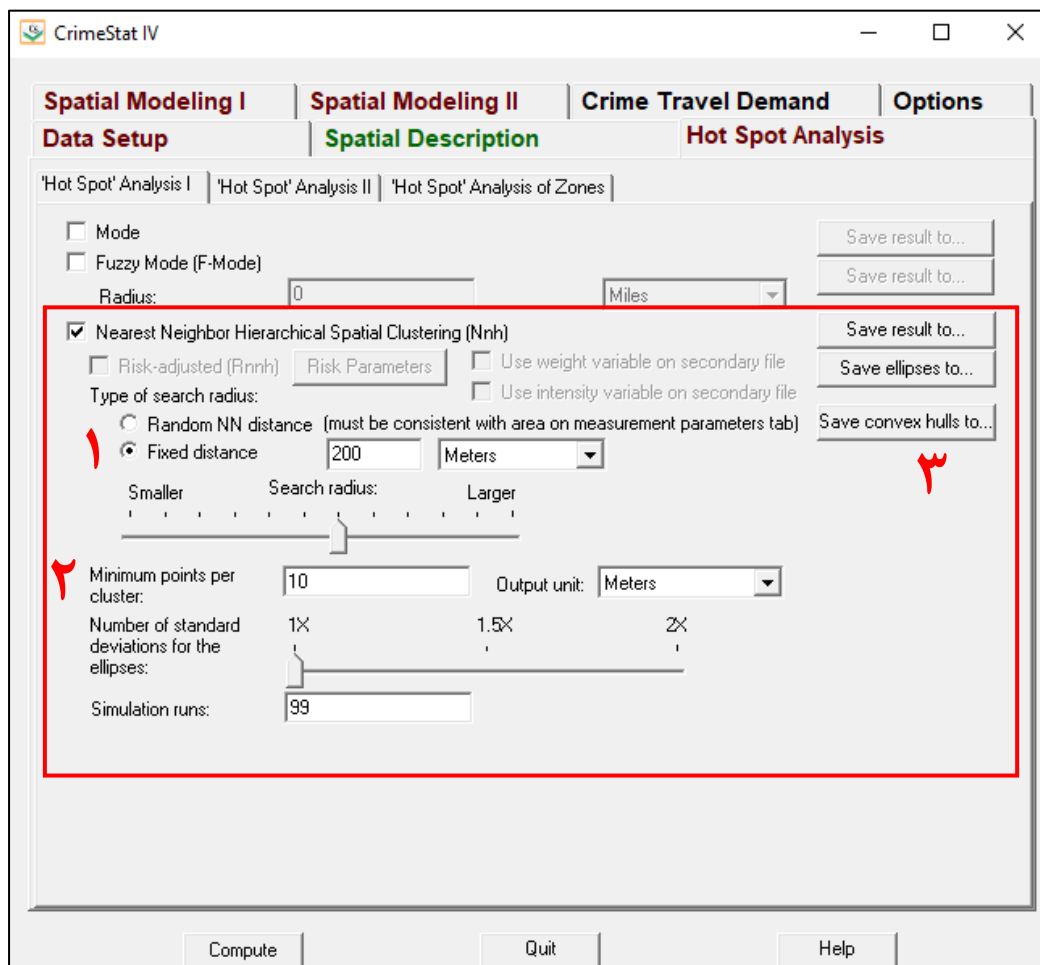 CrimeStat IV
Spatial Modeling I Spatial Modeling II Crime Travel Demand Options
Data Setup Spatial Description Hot Spot Analysis
'Hot Spot' Analysis I 'Hot Spot' Analysis II 'Hot Spot' Analysis of Zones
Mode Save result to...
Fuzzy Mode (F-Mode) Save result to...
Radius: 0 Miles
Nearest Neighbor Hierarchical Spatial Clustering (Nnh) Save result to...
Risk-adjusted (Rnnh) Risk Parameters Use weight variable on secondary file Save ellipses to...
Use intensity variable on secondary file
Type of search radius:
Random NN distance (must be consistent with area on measurement parameters tab) Save convex hulls to...
۱ Fixed distance 200 Meters ۳
Smaller Search radius: Larger
۲ Minimum points per cluster: 10 Output unit: Meters
Number of standard deviations for the ellipses: 1X 1.5X 2X
Simulation runs: 99
Compute Quit Help